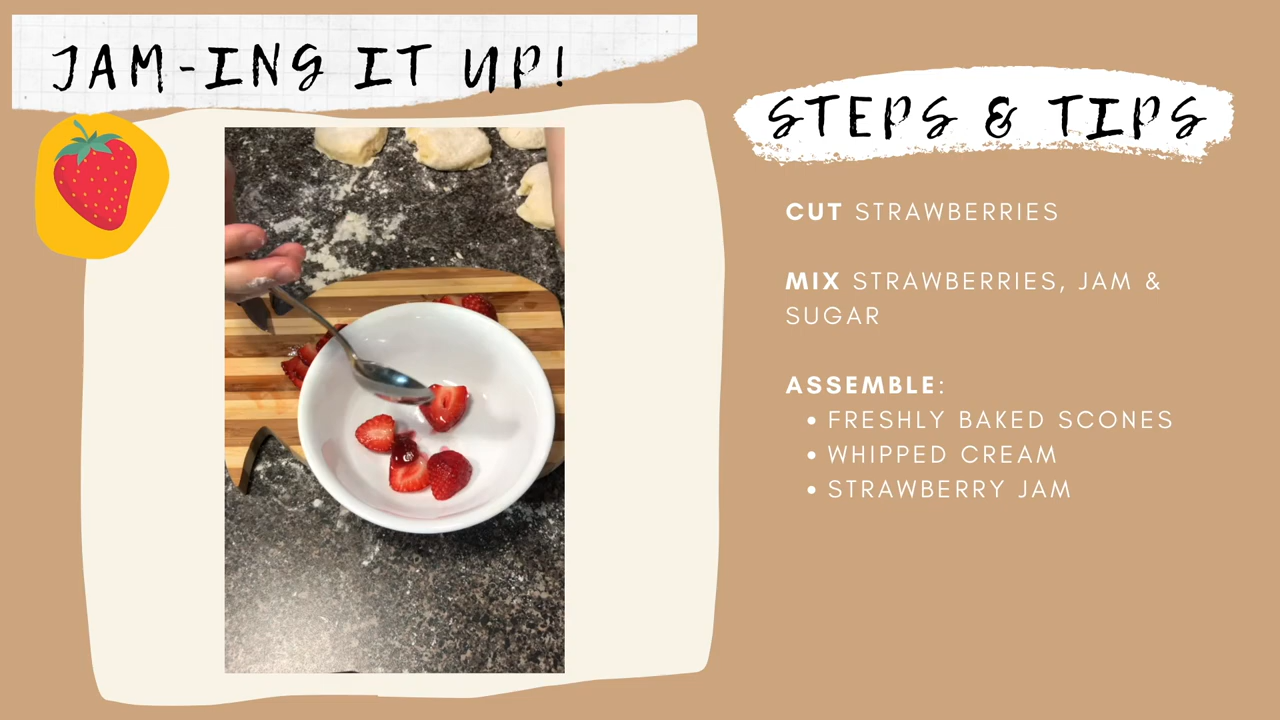 JAM-ING IT UP!
STEPS & TIPS
CUT STRAWBERRIES
MIX STRAWBERRIES, JAM &
SUGAR
ASSEMBLE:
• FRESHLY BAKED SCONES
• WHIPPED CREAM
• STRAWBERRY JAM